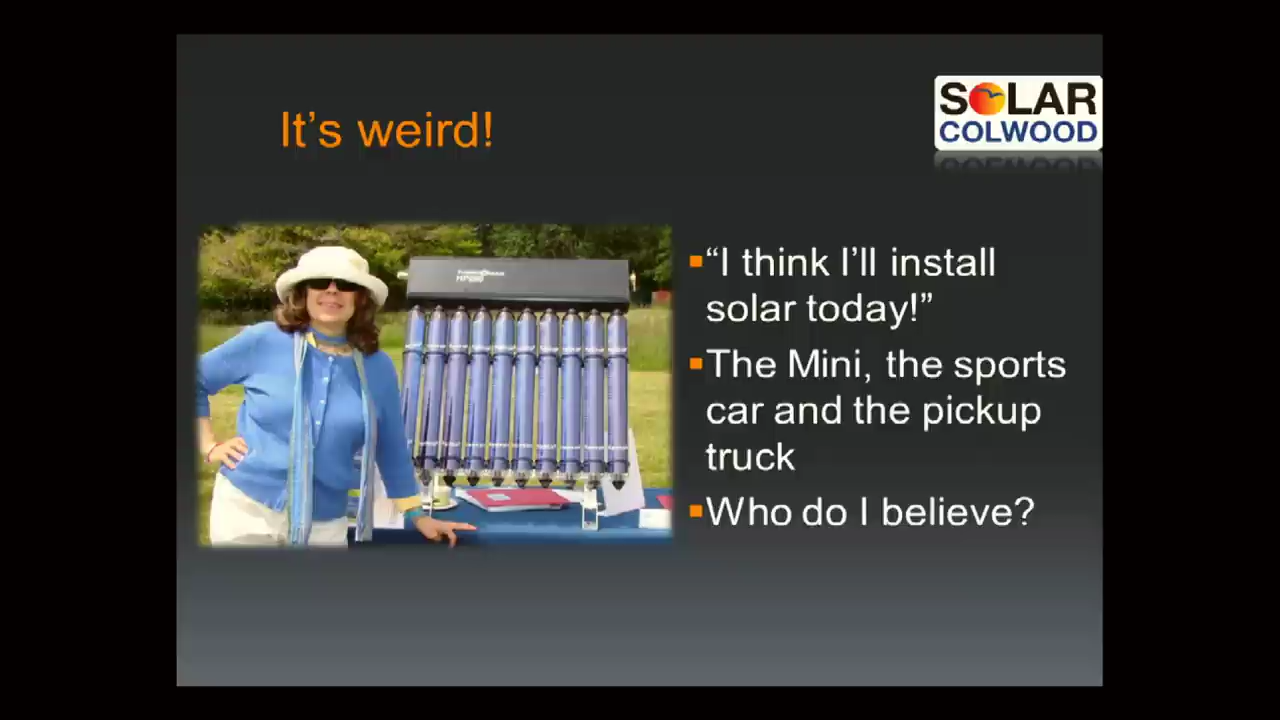 It's weird!
SOLAR
COLWOOD
▪“I think I’ll install
solar today!”
▪The Mini, the sports
car and the pickup
truck
▪Who do I believe?